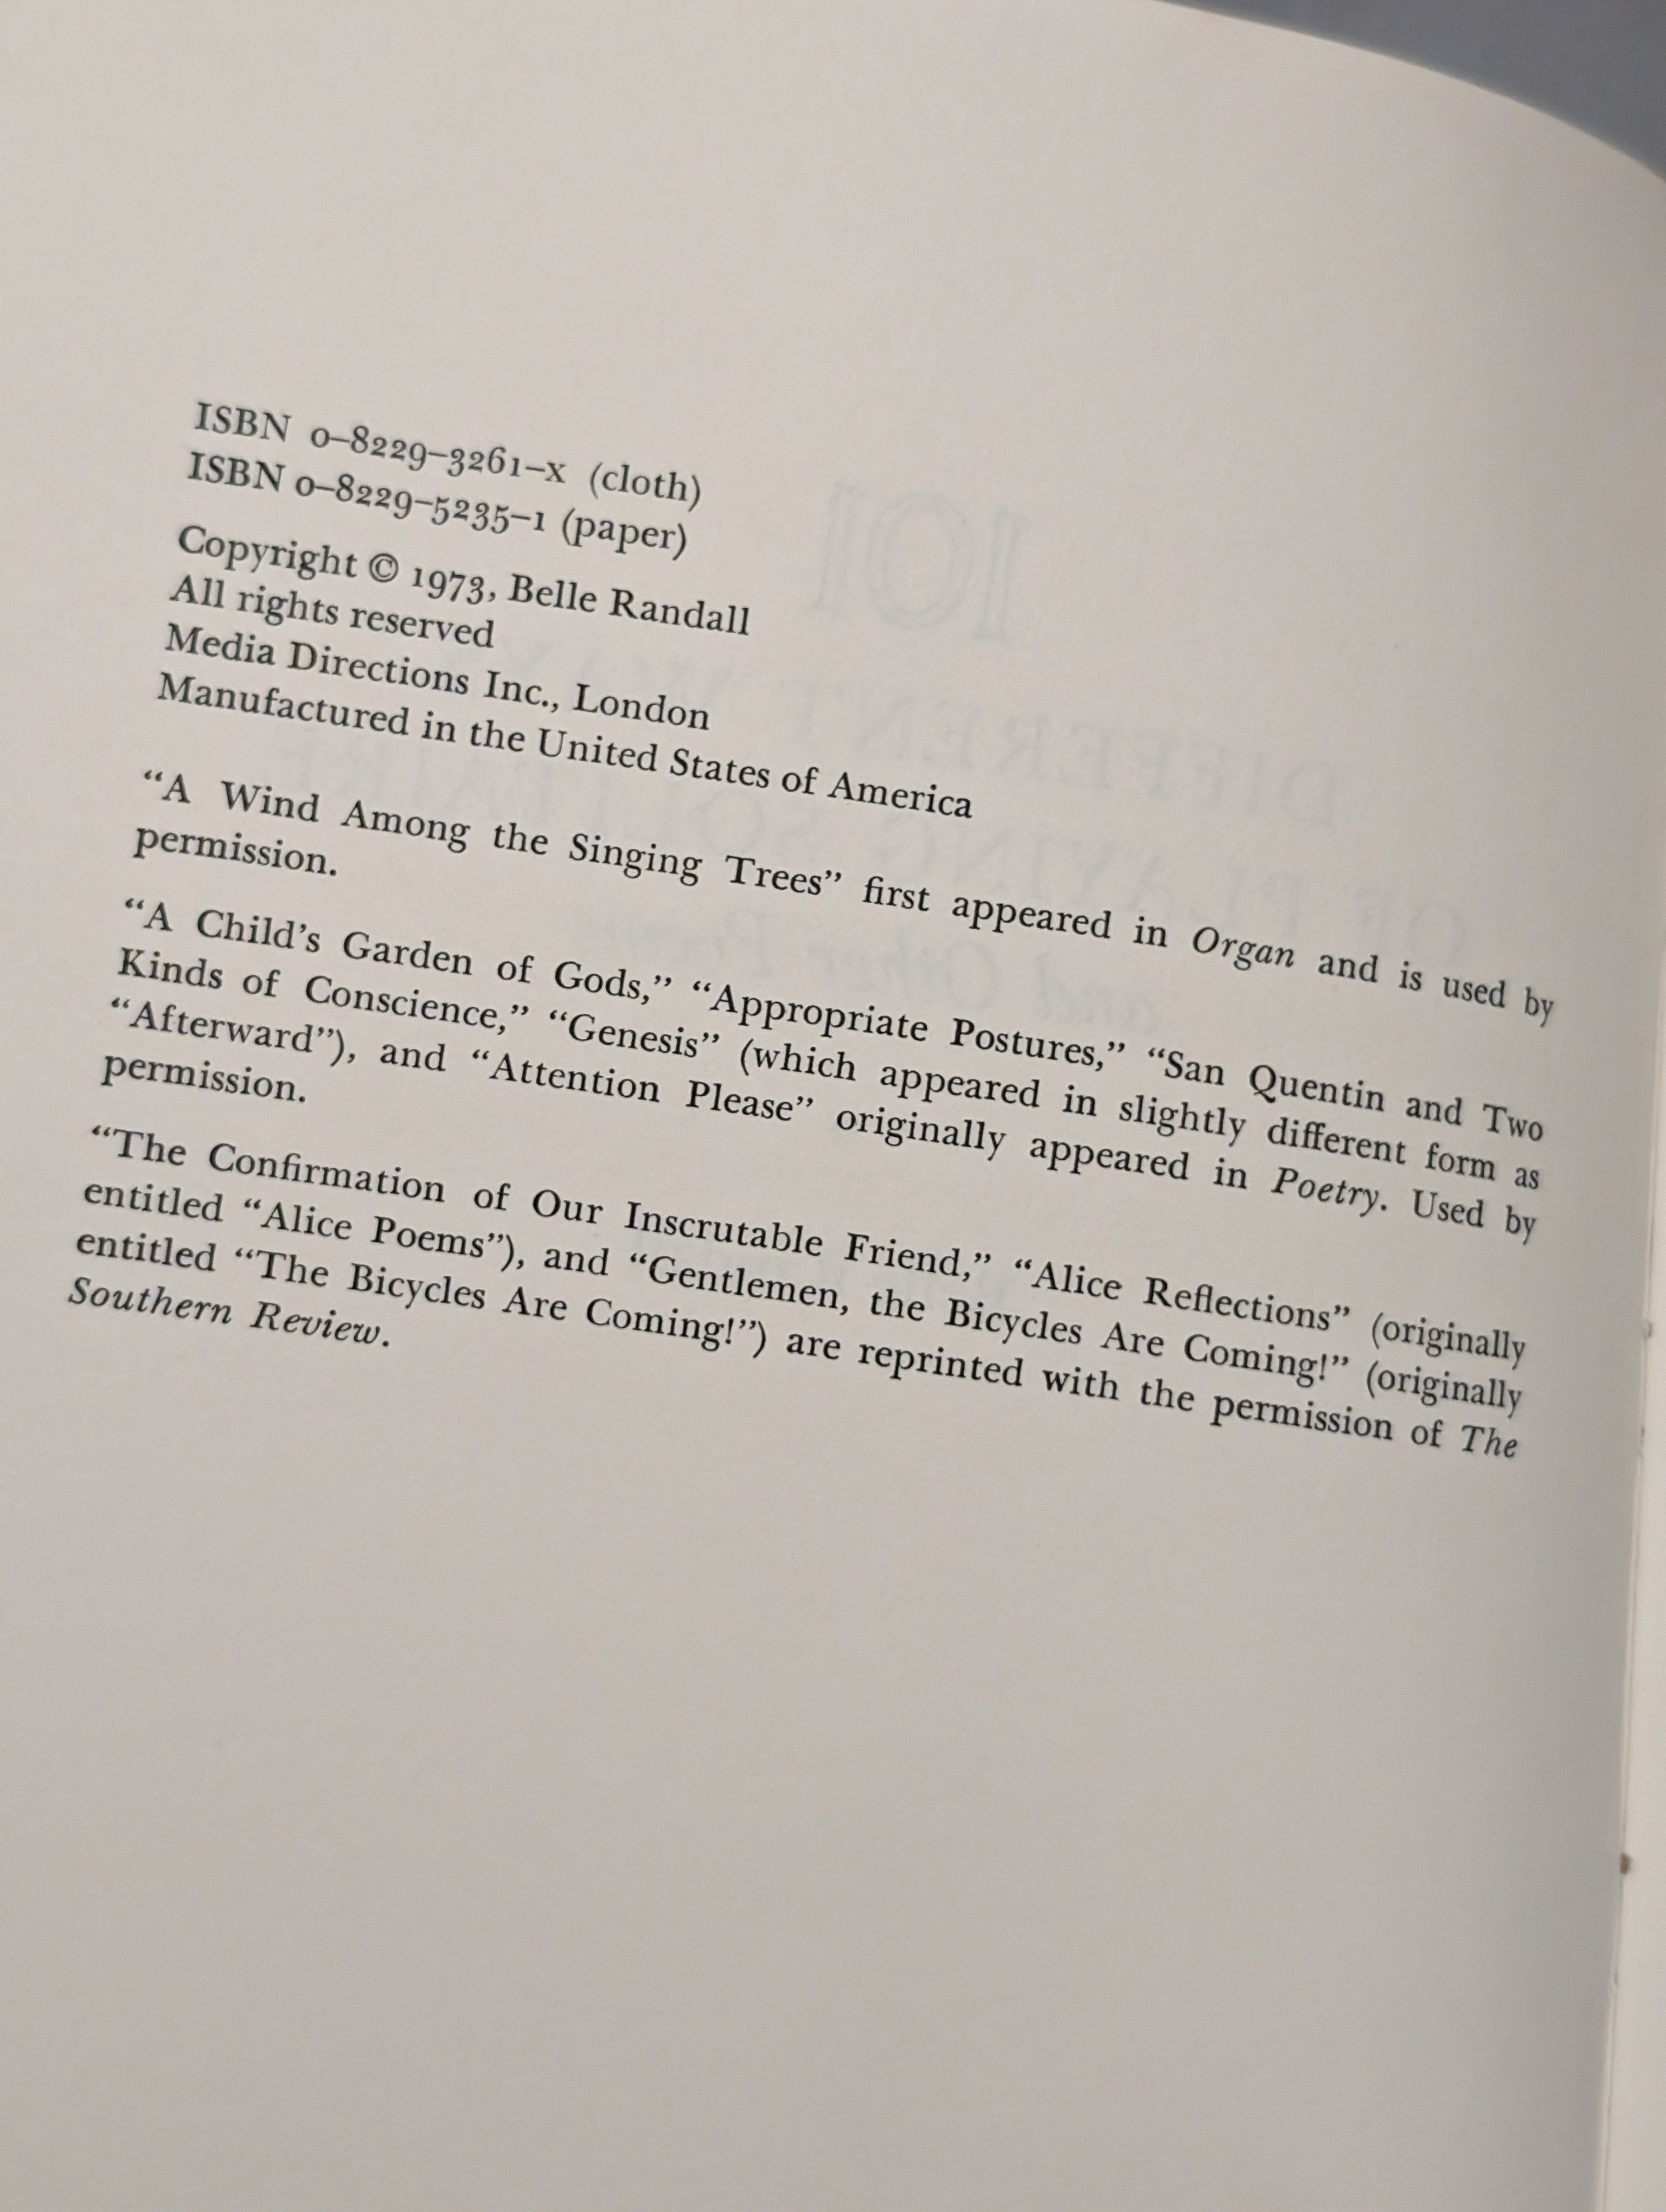 ISBN 0–8229–3261–x (cloth)
ISBN 0–8229–5235–1 (paper)
Copyright © 1973, Belle Randall
All rights reserved
Media Directions Inc., London
Manufactured in the United States of America
“A Wind Among the Singing Trees” first appeared in Organ and is used by
permission.
“A Child’s Garden of Gods,” “Appropriate Postures,” “San Quentin and Two
Kinds of Conscience,” “Genesis” (which appeared in slightly different form as
“Afterward”), and “Attention Please” originally appeared in Poetry. Used by
permission.
“The Confirmation of Our Inscrutable Friend,” “Alice Reflections” (originally
entitled “Alice Poems”), and “Gentlemen, the Bicycles Are Coming!” (originally
entitled “The Bicycles Are Coming!”) are reprinted with the permission of The
Southern Review.